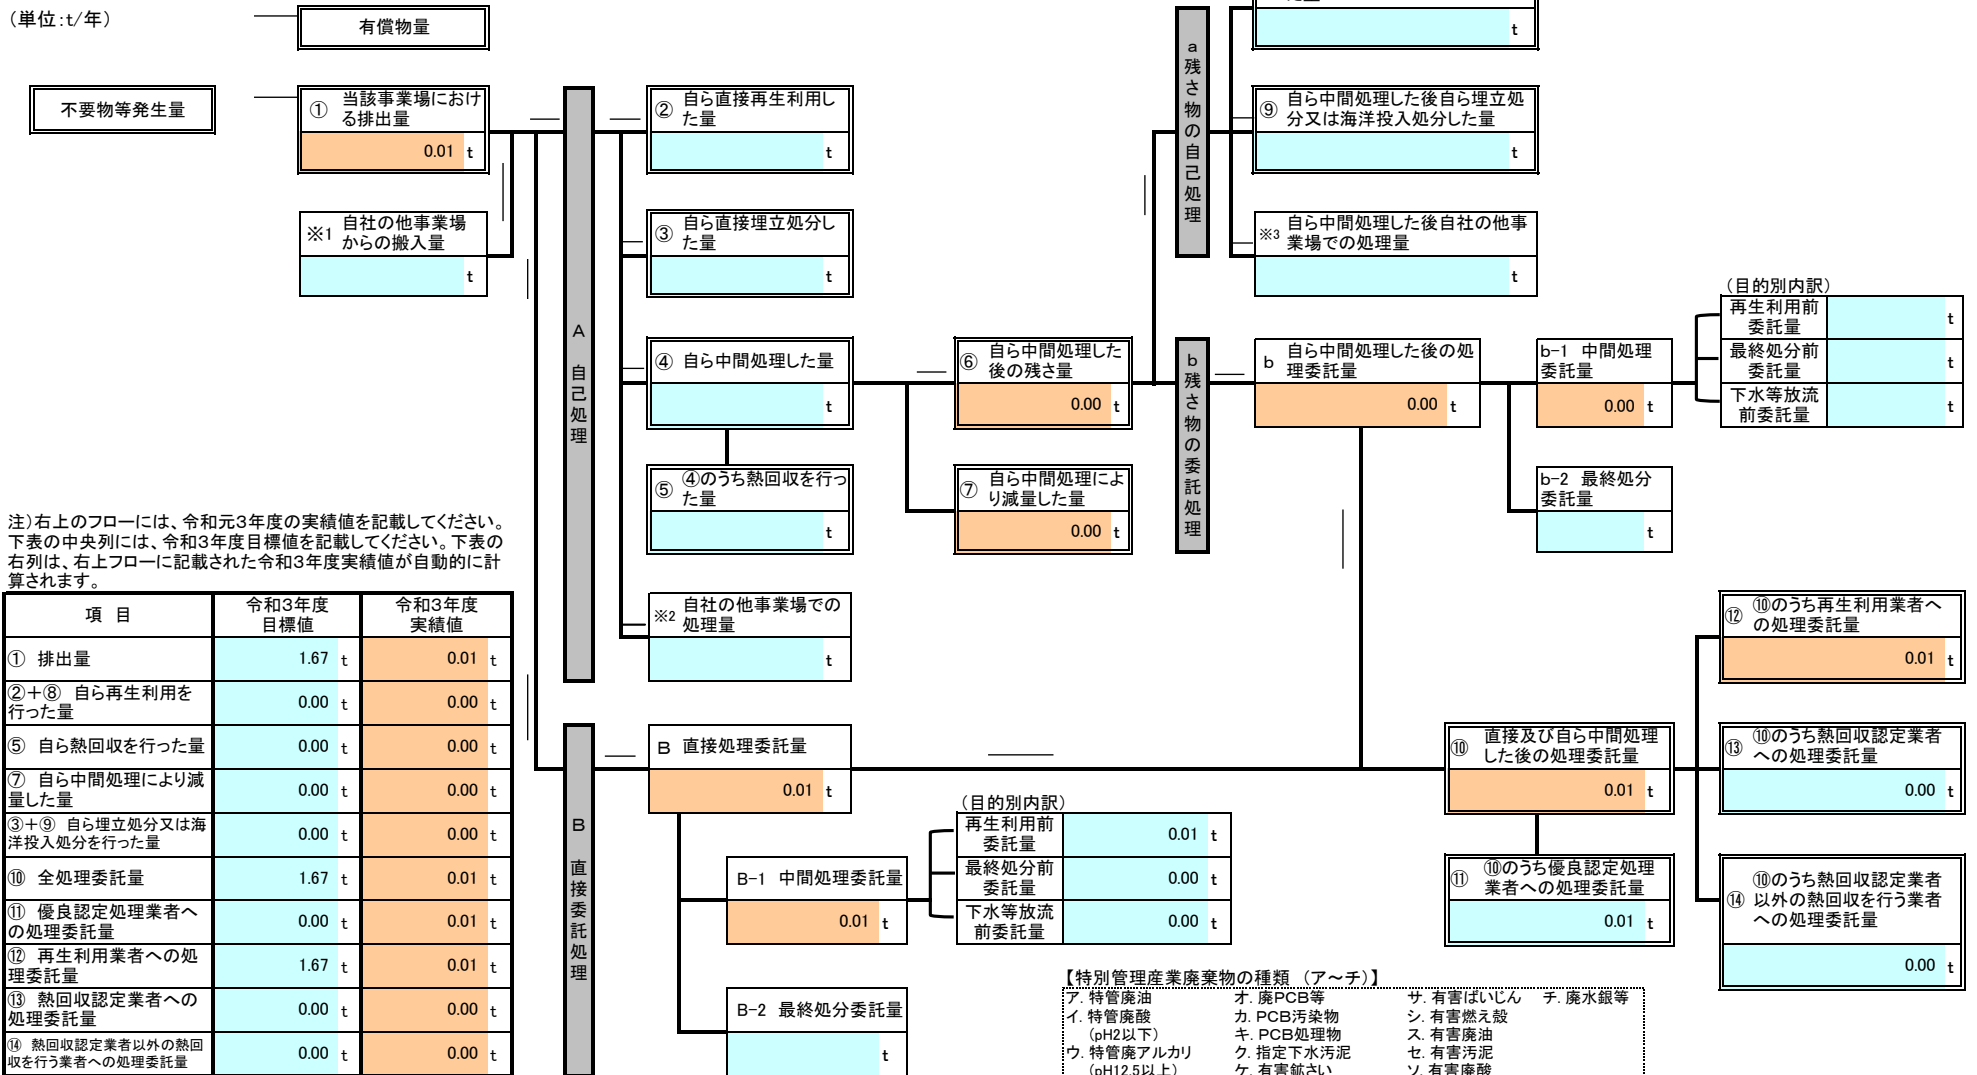 (単位:t/年)
有償物量
不要物等発生量
① 当該事業場におけ
る排出量
0.01 t
※1 自社の他事業場
からの搬入量
t
A 自己処理
② 自ら直接再生利用し
た量
t
③ 自ら直接埋立処分し
た量
t
④ 自ら中間処理した量
t
⑤ ④のうち熱回収を行っ
た量
t
※2 自社の他事業場での
処理量
t
⑥ 自ら中間処理した
後の残さ量
0.00 t
⑦ 自ら中間処理によ
り減量した量
0.00 t
a 残さ物の自己処理
t
⑨ 自ら中間処理した後自ら埋立処
分又は海洋投入処分した量
t
※3 自ら中間処理した後自社の他事
業場での処理量
t
b 残さ物の委託処理
b 自ら中間処理した後の処
理委託量
0.00 t
b-1 中間処理
委託量
0.00 t
(目的別内訳)
再生利用前
委託量
t
最終処分前
委託量
t
下水等放流
前委託量
t
b-2 最終処分
委託量
t
注)右上のフローには、令和元3年度の実績値を記載してください。
下表の中央列には、令和3年度目標値を記載してください。下表の
右列は、右上フローに記載された令和3年度実績値が自動的に計
算されます。
項 目
令和3年度
目標値
令和3年度
実績値
① 排出量 1.67 t 0.01 t
②+⑧ 自ら再生利用を
行った量
0.00 t 0.00 t
⑤ 自ら熱回収を行った量 0.00 t 0.00 t
⑦ 自ら中間処理により減
量した量
0.00 t 0.00 t
③+⑨ 自ら埋立処分又は海
洋投入処分を行った量
0.00 t 0.00 t
⑩ 全処理委託量 1.67 t 0.01 t
⑪ 優良認定処理業者へ
の処理委託量
0.00 t 0.01 t
⑫ 再生利用業者への処
理委託量
1.67 t 0.01 t
⑬ 熱回収認定業者への
処理委託量
0.00 t 0.00 t
⑭ 熱回収認定業者以外の熱回
収を行う業者への処理委託量
0.00 t 0.00 t
B 直接委託処理
B 直接処理委託量
0.01 t
B-1 中間処理委託量
0.01 t
(目的別内訳)
再生利用前
委託量
0.01 t
最終処分前
委託量
0.00 t
下水等放流
前委託量
0.00 t
B-2 最終処分委託量
t
⑩ 直接及び自ら中間処理
した後の処理委託量
0.01 t
⑪ ⑩のうち優良認定処理
業者への処理委託量
0.01 t
⑫ ⑩のうち再生利用業者へ
の処理委託量
0.01 t
⑬ ⑩のうち熱回収認定業者
への処理委託量
0.00 t
⑭ ⑩のうち熱回収認定業者
以外の熱回収を行う業者
への処理委託量
0.00 t
【特別管理産業廃棄物の種類 (ア~チ)】
ア. 特管廃油 オ. 廃PCB等 サ. 有害ばいじん チ. 廃水銀等
イ. 特管廃酸 カ. PCB汚染物 シ. 有害燃え殻
(pH2以下) キ. PCB処理物 ス. 有害廃油
ウ. 特管廃アルカリ ク. 指定下水汚泥 セ. 有害汚泥
(pH12.5以上) ケ. 有害鉱さい ソ. 有害廃酸